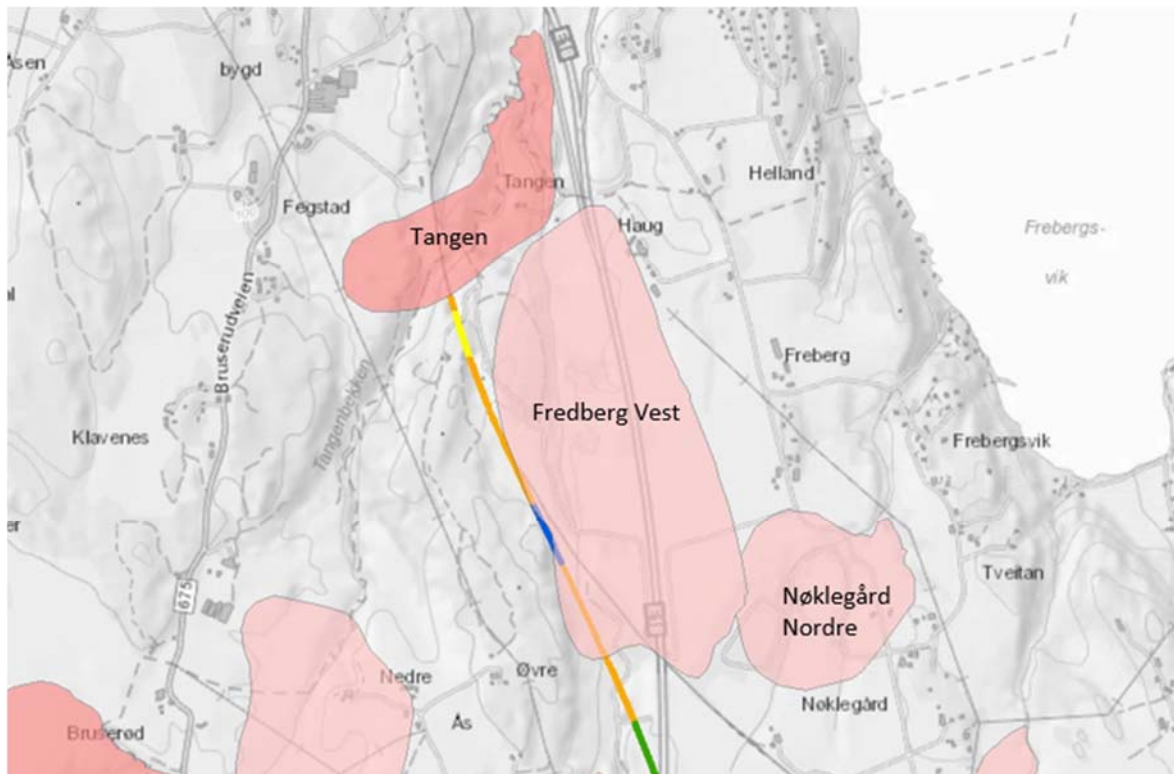 E18
Åsen
bygd
Helland
Tangen
Fegstad
Haug
Tangen
Frebergs-
vik
Bruserudveien
Freberg
Tangenbekken
Fredberg Vest
Klavenes
Frebergsvik
Tveitan
Nøklegård
Nordre
675
Øvre
Nedre
Nøklegård
Ås
Bruserød